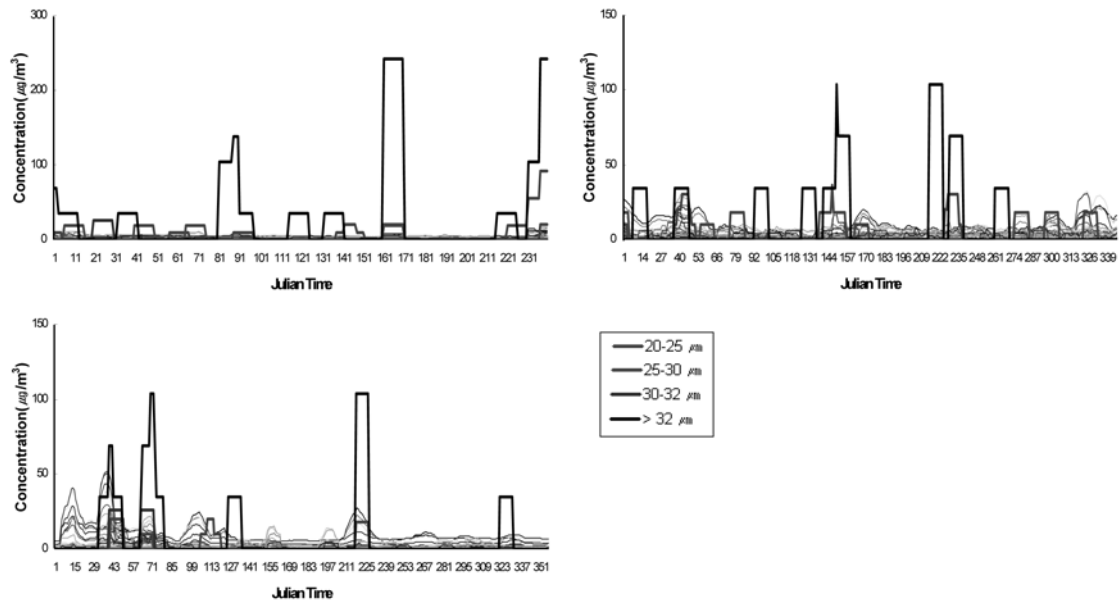 300
200
100
0
Concentration(㎍/m³)
1 11 21 31 41 51 61 71 81 91 101 111 121 131 141 151 161 171 181 191 201 211 221 231
Julian Time
150
100
50
0
Concentration(㎍/m³)
1 14 27 40 53 66 79 92 105 118 131 144 157 170 183 196 209 222 235 248 261 274 287 300 313 326 339
Julian Time
150
100
50
0
Concentration(㎍/m³)
1 15 29 43 57 71 85 99 113 127 141 155 169 183 197 211 225 239 253 267 281 295 309 323 337 351
Julian Time
20-25 ㎛
25-30 ㎛
30-32 ㎛
> 32 ㎛